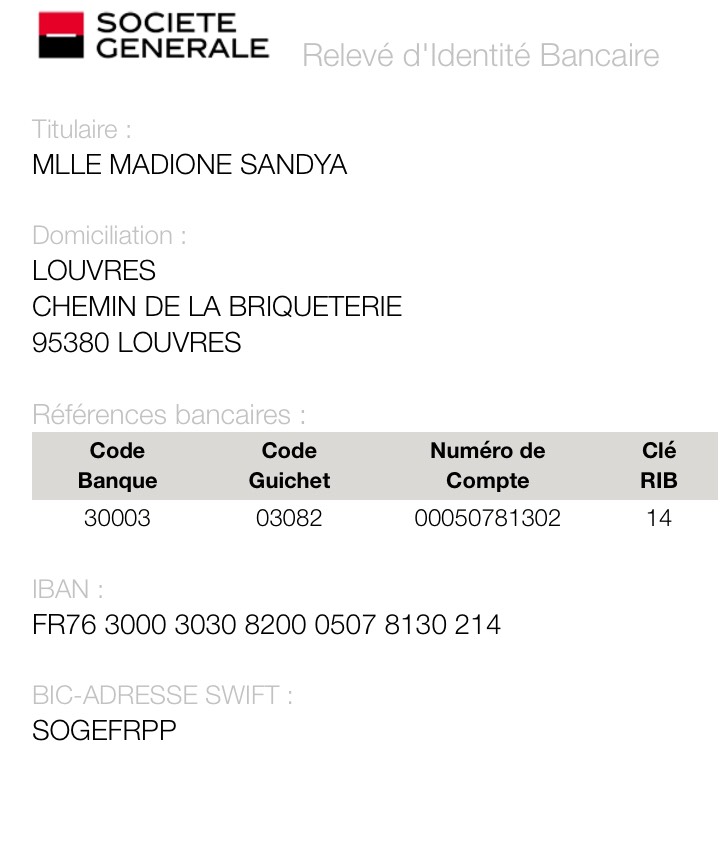 SOCIETE
GENERALE
Relevé d'Identité Bancaire
Titulaire :
MLLE MADIONE SANDYA
Domiciliation :
LOUVRES
CHEMIN DE LA BRIQUETERIE
95380 LOUVRES
Références bancaires :
Code Banque Code Guichet Numéro de Compte Clé RIB
30003 03082 00050781302 14
IBAN :
FR76 3000 3030 8200 0507 8130 214
BIC-ADRESSE SWIFT :
SOGEFRPP